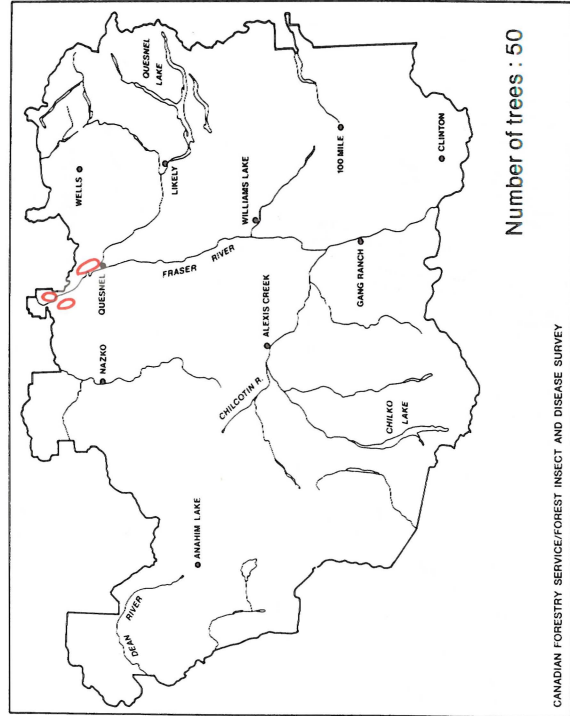 WELLS
QUESNEL
LAKE
LIKELY
QUESNEL
NAZKO
FRASER RIVER
WILLIAMS LAKE
100 MILE
ANAHIM LAKE
DEAN RIVER
ALEXIS CREEK
CHILCOTIN R.
GANG RANCH
CLINTON
CHILKO
LAKE
Number of trees : 50
CANADIAN FORESTRY SERVICE/FOREST INSECT AND DISEASE SURVEY